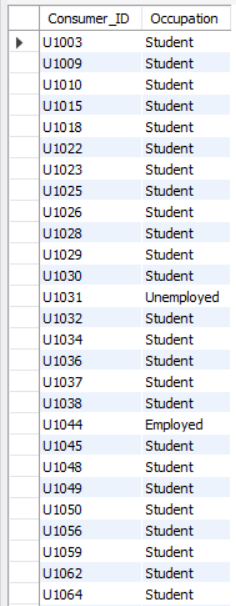 Consumer_ID Occupation
U1003 Student
U1009 Student
U1010 Student
U1015 Student
U1018 Student
U1022 Student
U1023 Student
U1025 Student
U1026 Student
U1028 Student
U1029 Student
U1030 Student
U1031 Unemployed
U1032 Student
U1034 Student
U1036 Student
U1037 Student
U1038 Student
U1044 Employed
U1045 Student
U1048 Student
U1049 Student
U1050 Student
U1056 Student
U1059 Student
U1062 Student
U1064 Student